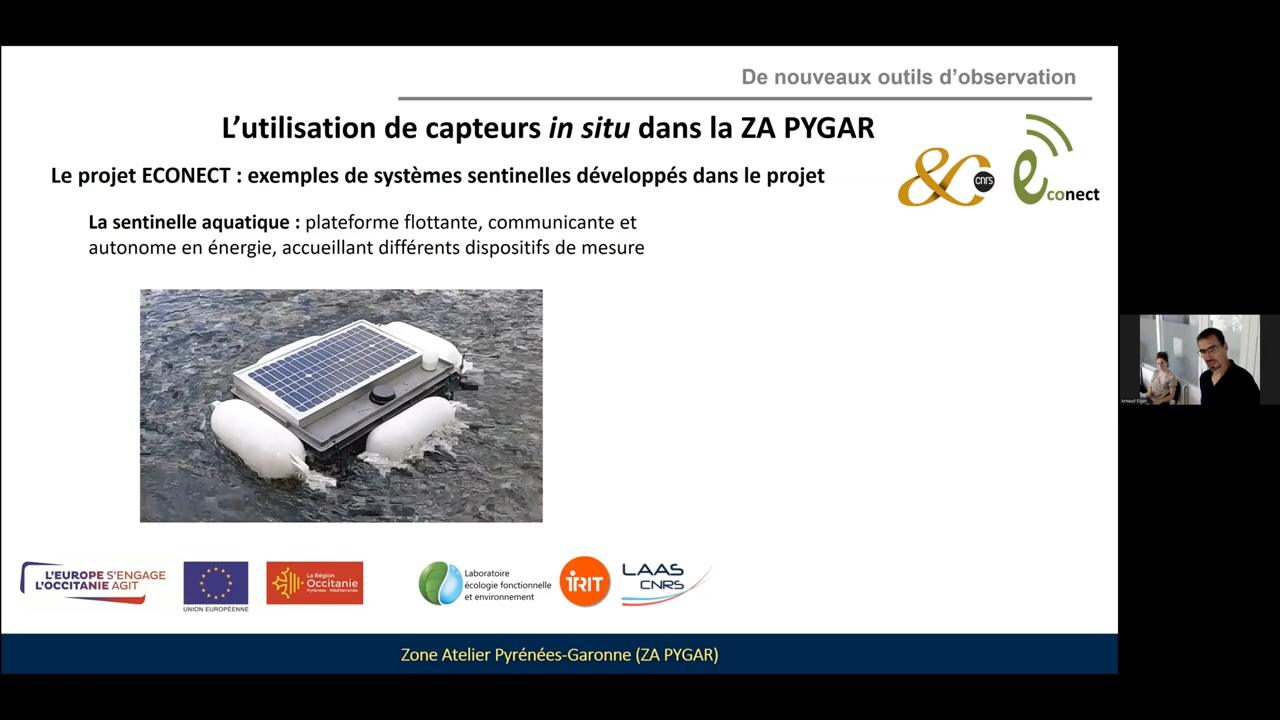 De nouveaux outils d'observation
L'utilisation de capteurs in situ dans la ZA PYGAR
Le projet ECONECT : exemples de systèmes sentinelles développés dans le projet
80
cnrs
econect
La sentinelle aquatique : plateforme flottante, communicante et
autonome en énergie, accueillant différents dispositifs de mesure
L'EUROPE S'ENGAGE
L'OCCITANIE AGIT
UNION EUROPÉENNE
La Région
Occitanie
Pyrénées - Méditerranée
Laboratoire
écologie fonctionnelle
et environnement
IRIT
LAAS
CNRS
Zone Atelier Pyrénées-Garonne (ZA PYGAR)